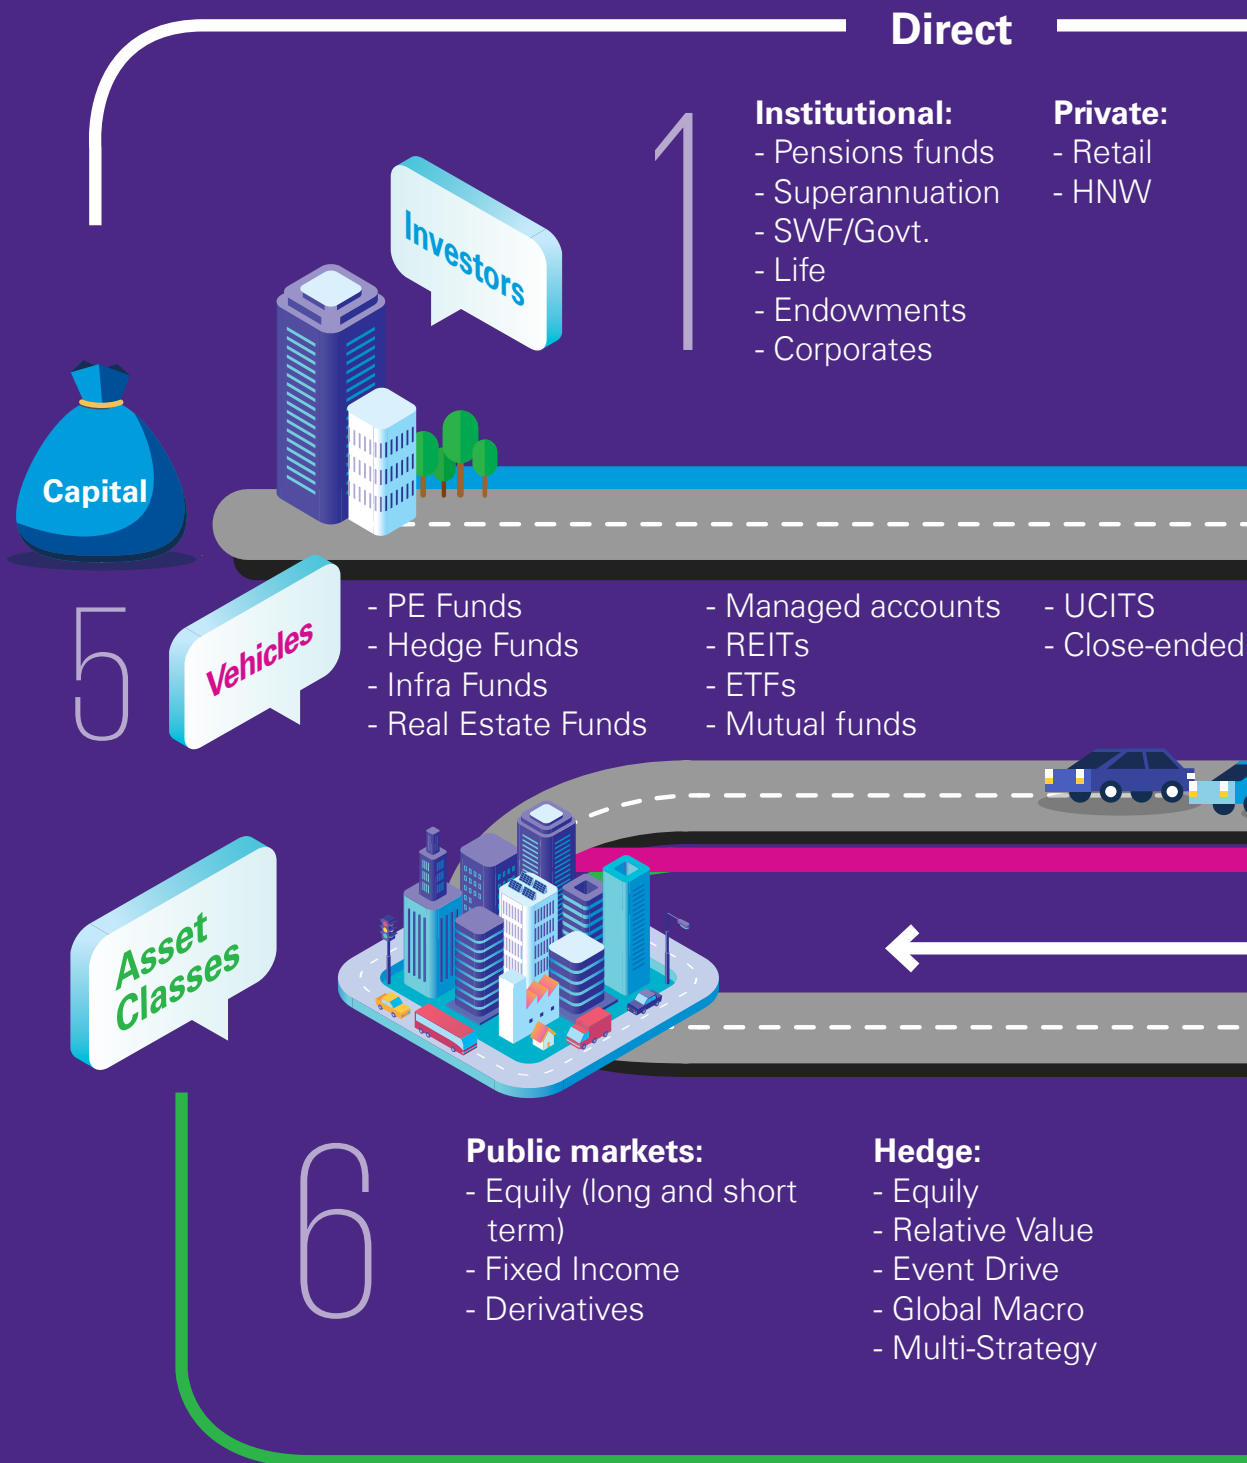 Direct
1
Institutional:
- Pensions funds
- Superannuation
- SWF/Govt.
- Life
- Endowments
- Corporates
Private:
- Retail
- HNW
Investors
Capital
5
Vehicles
- PE Funds
- Hedge Funds
- Infra Funds
- Real Estate Funds
- Managed accounts
- REITs
- ETFs
- Mutual funds
- UCITS
- Close-ended
Asset
Classes
6
Public markets:
- Equily (long and short
term)
- Fixed Income
- Derivatives
Hedge:
- Equily
- Relative Value
- Event Drive
- Global Macro
- Multi-Strategy